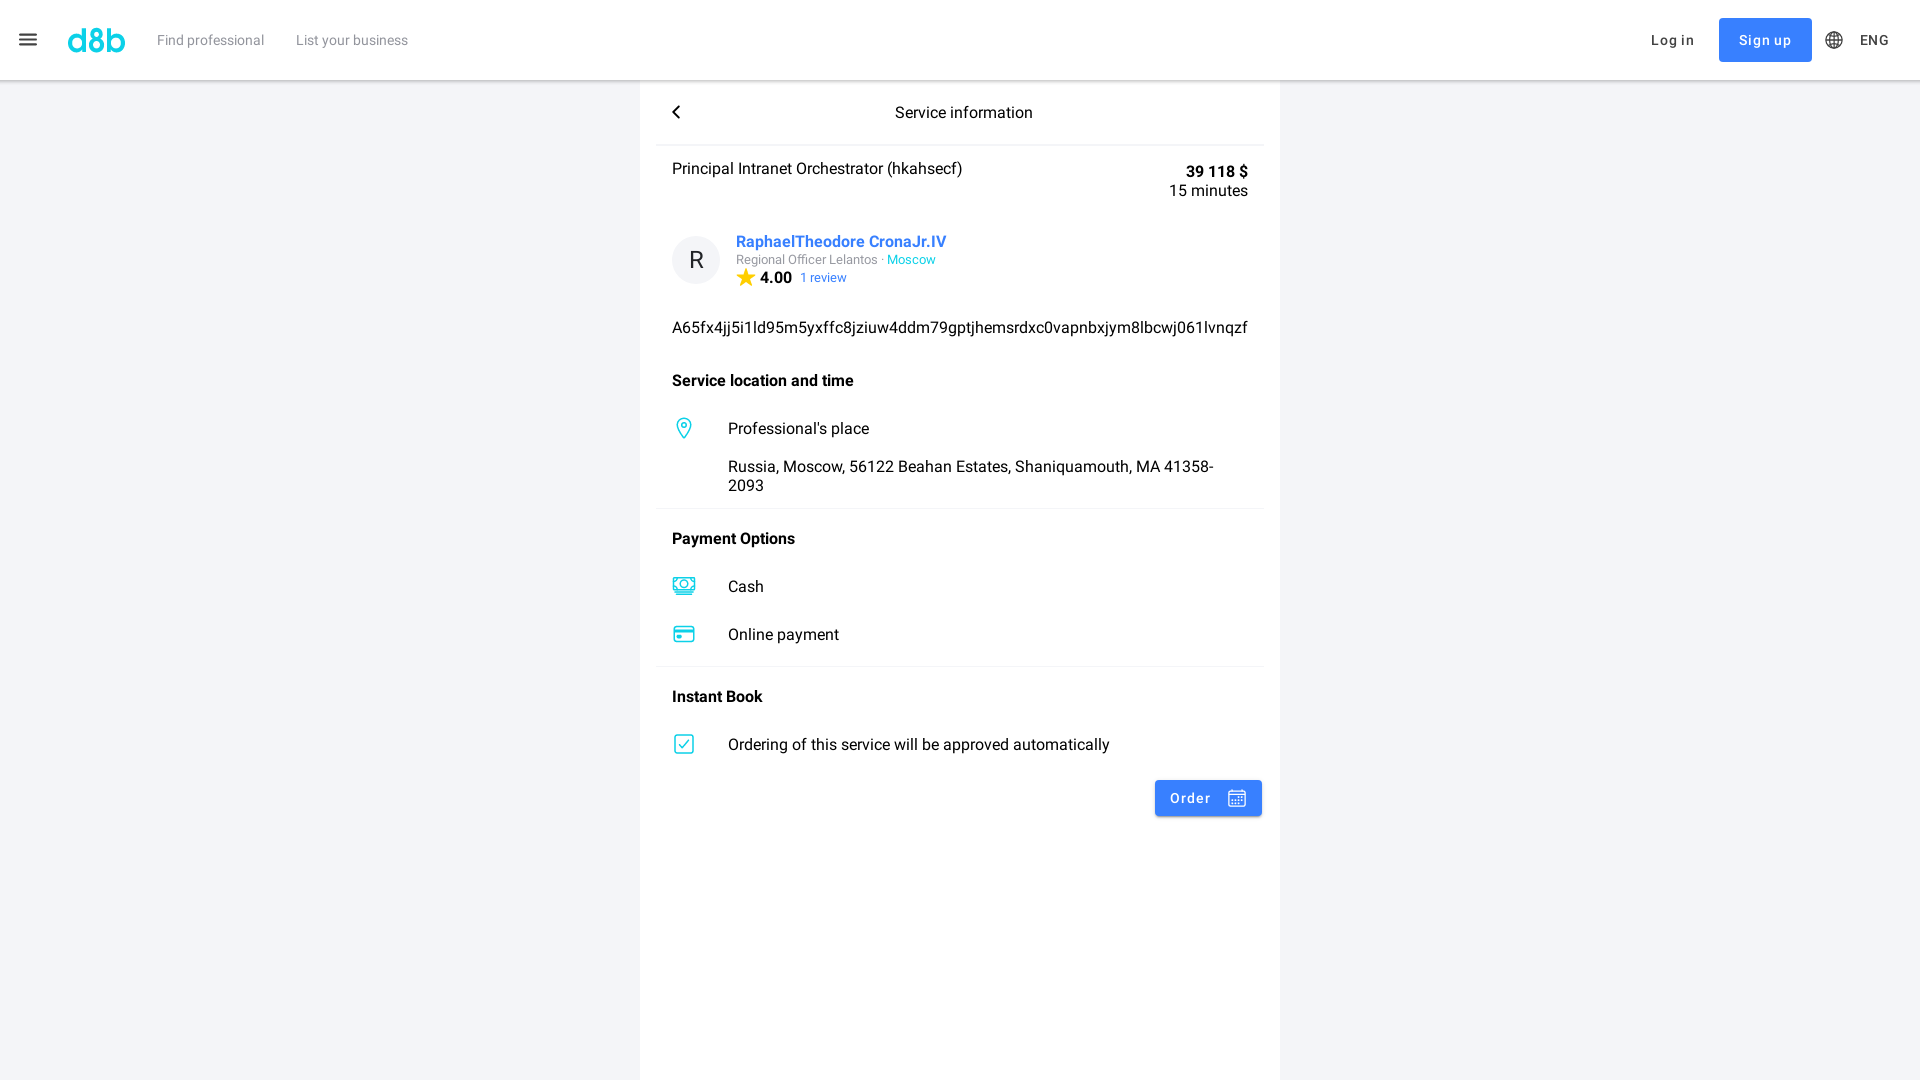 d8b Find professional List your business Log in Sign up ENG
Service information
Principal Intranet Orchestrator (hkahsecf) 39 118 $
15 minutes
R
RaphaelTheodore CronaJr.IV
Regional Officer Lelantos · Moscow
4.00 1 review
A65fx4jj5i1ld95m5yxffc8jziuw4ddm79gptjhemsrdxc0vapnbxjym8lbcwj061lvnqzf
Service location and time
Professional's place
Russia, Moscow, 56122 Beahan Estates, Shaniquamouth, MA 41358-
2093
Payment Options
Cash
Online payment
Instant Book
Ordering of this service will be approved automatically
Order